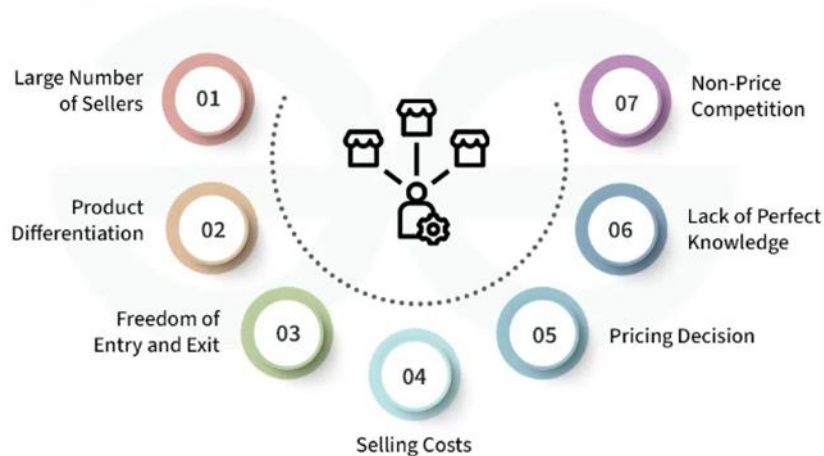 01
Large Number
of Sellers
02
Product
Differentiation
03
Freedom of
Entry and Exit
04
Selling Costs
05
Pricing Decision
06
Lack of Perfect
Knowledge
07
Non-Price
Competition